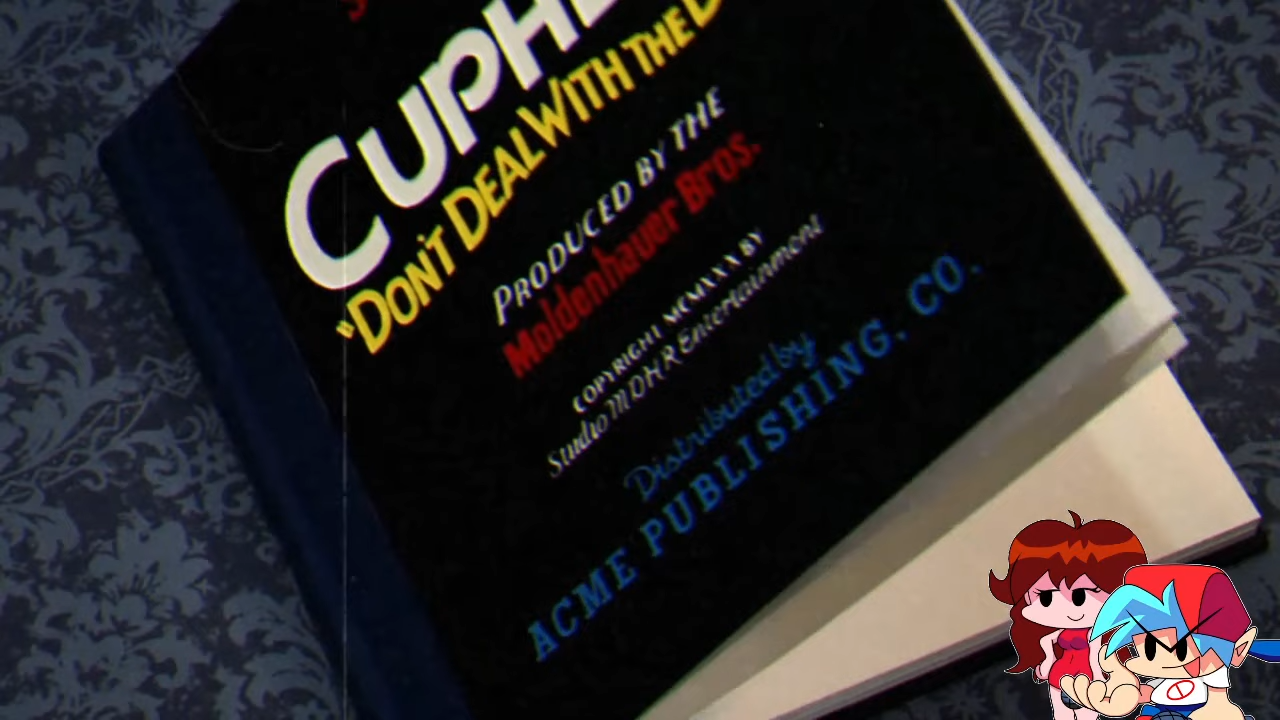 CUPHE
"DON'T DEAL WITH THE D
PRODUCED BY THE
Moldenhauer Bros.
COPYRIGHT MCMXXX BY
Studio MDHR Entertainment
Distributed by
ACME PUBLISHING. CO.